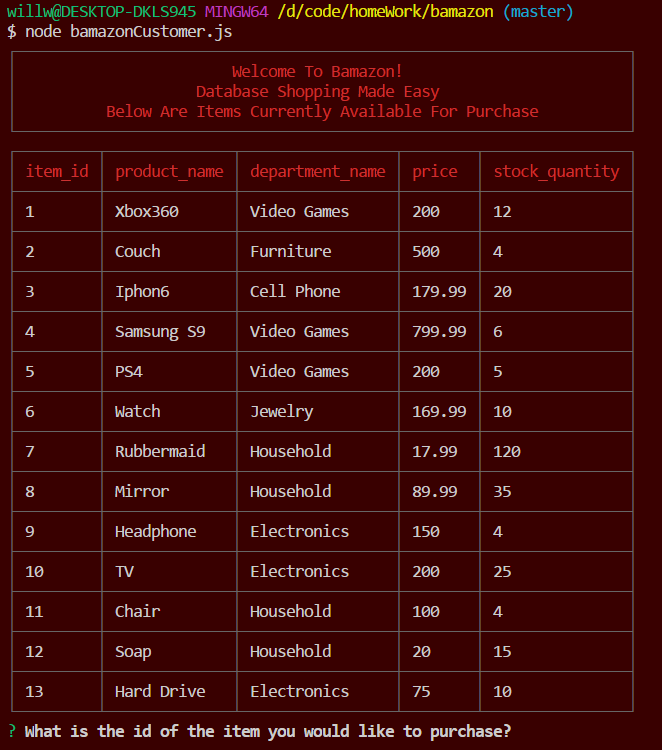 willw@DESKTOP-DKLS945 MINGW64 /d/code/homeWork/bamazon (master)
$ node bamazonCustomer.js
Welcome To Bamazon!
Database Shopping Made Easy
Below Are Items Currently Available For Purchase
item_id product_name department_name price stock_quantity
1 Xbox360 Video Games 200 12
2 Couch Furniture 500 4
3 Iphon6 Cell Phone 179.99 20
4 Samsung S9 Video Games 799.99 6
5 PS4 Video Games 200 5
6 Watch Jewelry 169.99 10
7 Rubbermaid Household 17.99 120
8 Mirror Household 89.99 35
9 Headphone Electronics 150 4
10 TV Electronics 200 25
11 Chair Household 100 4
12 Soap Household 20 15
13 Hard Drive Electronics 75 10
? What is the id of the item you would like to purchase?